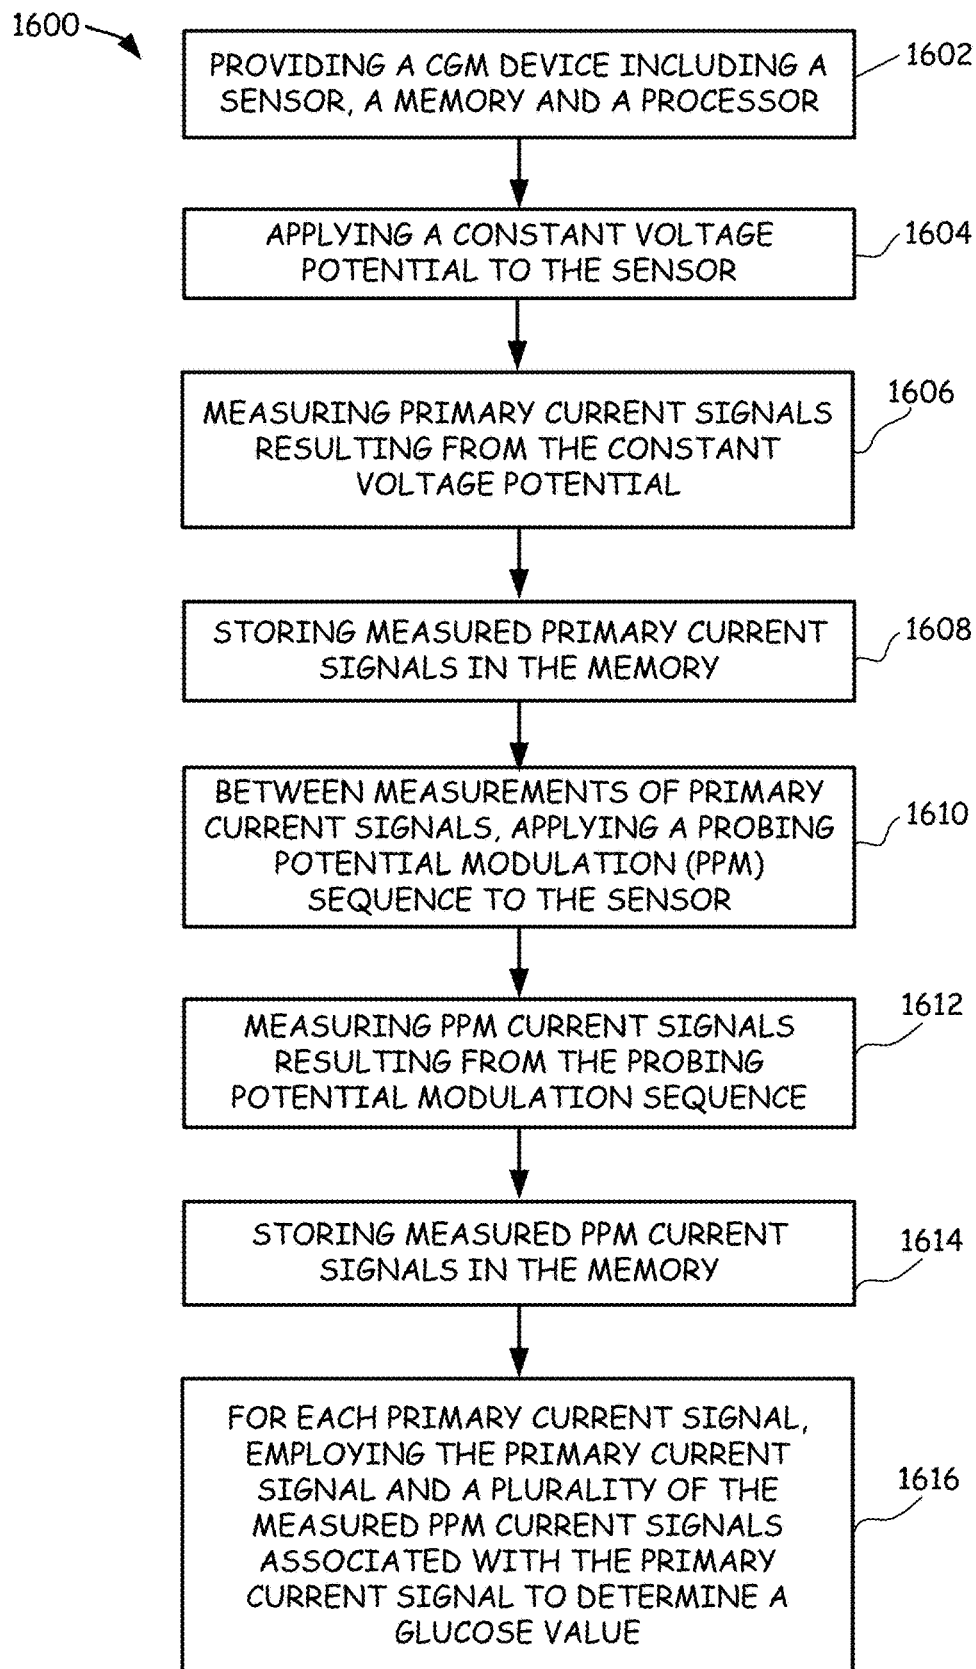 1600
PROVIDING A CGM DEVICE INCLUDING A
SENSOR, A MEMORY AND A PROCESSOR
1602
APPLYING A CONSTANT VOLTAGE
POTENTIAL TO THE SENSOR
1604
MEASURING PRIMARY CURRENT SIGNALS
RESULTING FROM THE CONSTANT
VOLTAGE POTENTIAL
1606
STORING MEASURED PRIMARY CURRENT
SIGNALS IN THE MEMORY
1608
BETWEEN MEASUREMENTS OF PRIMARY
CURRENT SIGNALS, APPLYING A PROBING
POTENTIAL MODULATION (PPM)
SEQUENCE TO THE SENSOR
1610
MEASURING PPM CURRENT SIGNALS
RESULTING FROM THE PROBING
POTENTIAL MODULATION SEQUENCE
1612
STORING MEASURED PPM CURRENT
SIGNALS IN THE MEMORY
1614
FOR EACH PRIMARY CURRENT SIGNAL,
EMPLOYING THE PRIMARY CURRENT
SIGNAL AND A PLURALITY OF THE
MEASURED PPM CURRENT SIGNALS
ASSOCIATED WITH THE PRIMARY
CURRENT SIGNAL TO DETERMINE A
GLUCOSE VALUE
1616